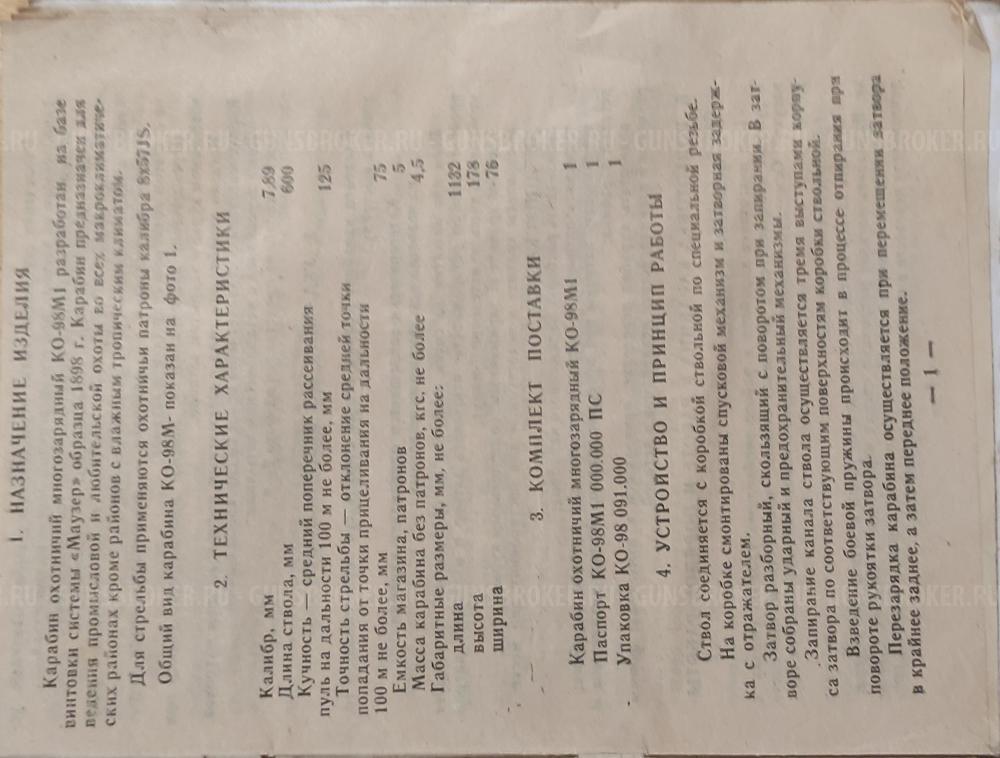 1. НАЗНАЧЕНИЕ ИЗДЕЛИЯ
Карабин охотничий многозарядный КО-98М1 разработан на базе
винтовки системы «Маузер» образца 1898 г. Карабин предназначен для
ведения промысловой и любительской охоты во всех макроклиматиче-
ских районах кроме районов с влажным тропическим климатом.
Для стрельбы применяются охотничьи патроны калибра 8х57JS.
Общий вид карабина КО-98М- показан на фото 1.
2. ТЕХНИЧЕСКИЕ ХАРАКТЕРИСТИКИ
Калибр, мм 7,89
Длина ствола, мм 600
Кучность — средний поперечник рассеивания
пуль на дальности 100 м не более, мм 125
Точность стрельбы — отклонение средней точки
попадания от точки прицеливания на дальности
100 м не более, мм 75
Емкость магазина, патронов 5
Масса карабина без патронов, кгс, не более 4,5
Габаритные размеры, мм, не более:
длина 1132
высота 178
ширина 76
3. КОМПЛЕКТ ПОСТАВКИ
Карабин охотничий многозарядный КО-98М1 1
Паспорт КО-98М1 000.000 ПС 1
Упаковка КО-98 091.000 1
4. УСТРОЙСТВО И ПРИНЦИП РАБОТЫ
Ствол соединяется с коробкой ствольной по специальной резьбе.
На коробке смонтированы спусковой механизм и затворная задерж-
ка с отражателем.
Затвор разборный, скользящий с поворотом при запирании. В зат-
воре собраны ударный и предохранительный механизмы.
Запирание канала ствола осуществляется тремя выступами корпу-
са затвора по соответствующим поверхностям коробки ствольной.
Взведение боевой пружины происходит в процессе отпирания при
повороте рукоятки затвора.
Перезарядка карабина осуществляется при перемещении затвора
в крайнее заднее, а затем переднее положение.
— 1 —
GUNSBROKER.RU - GUNSBROKER.RU - GUNSBROKER.RU